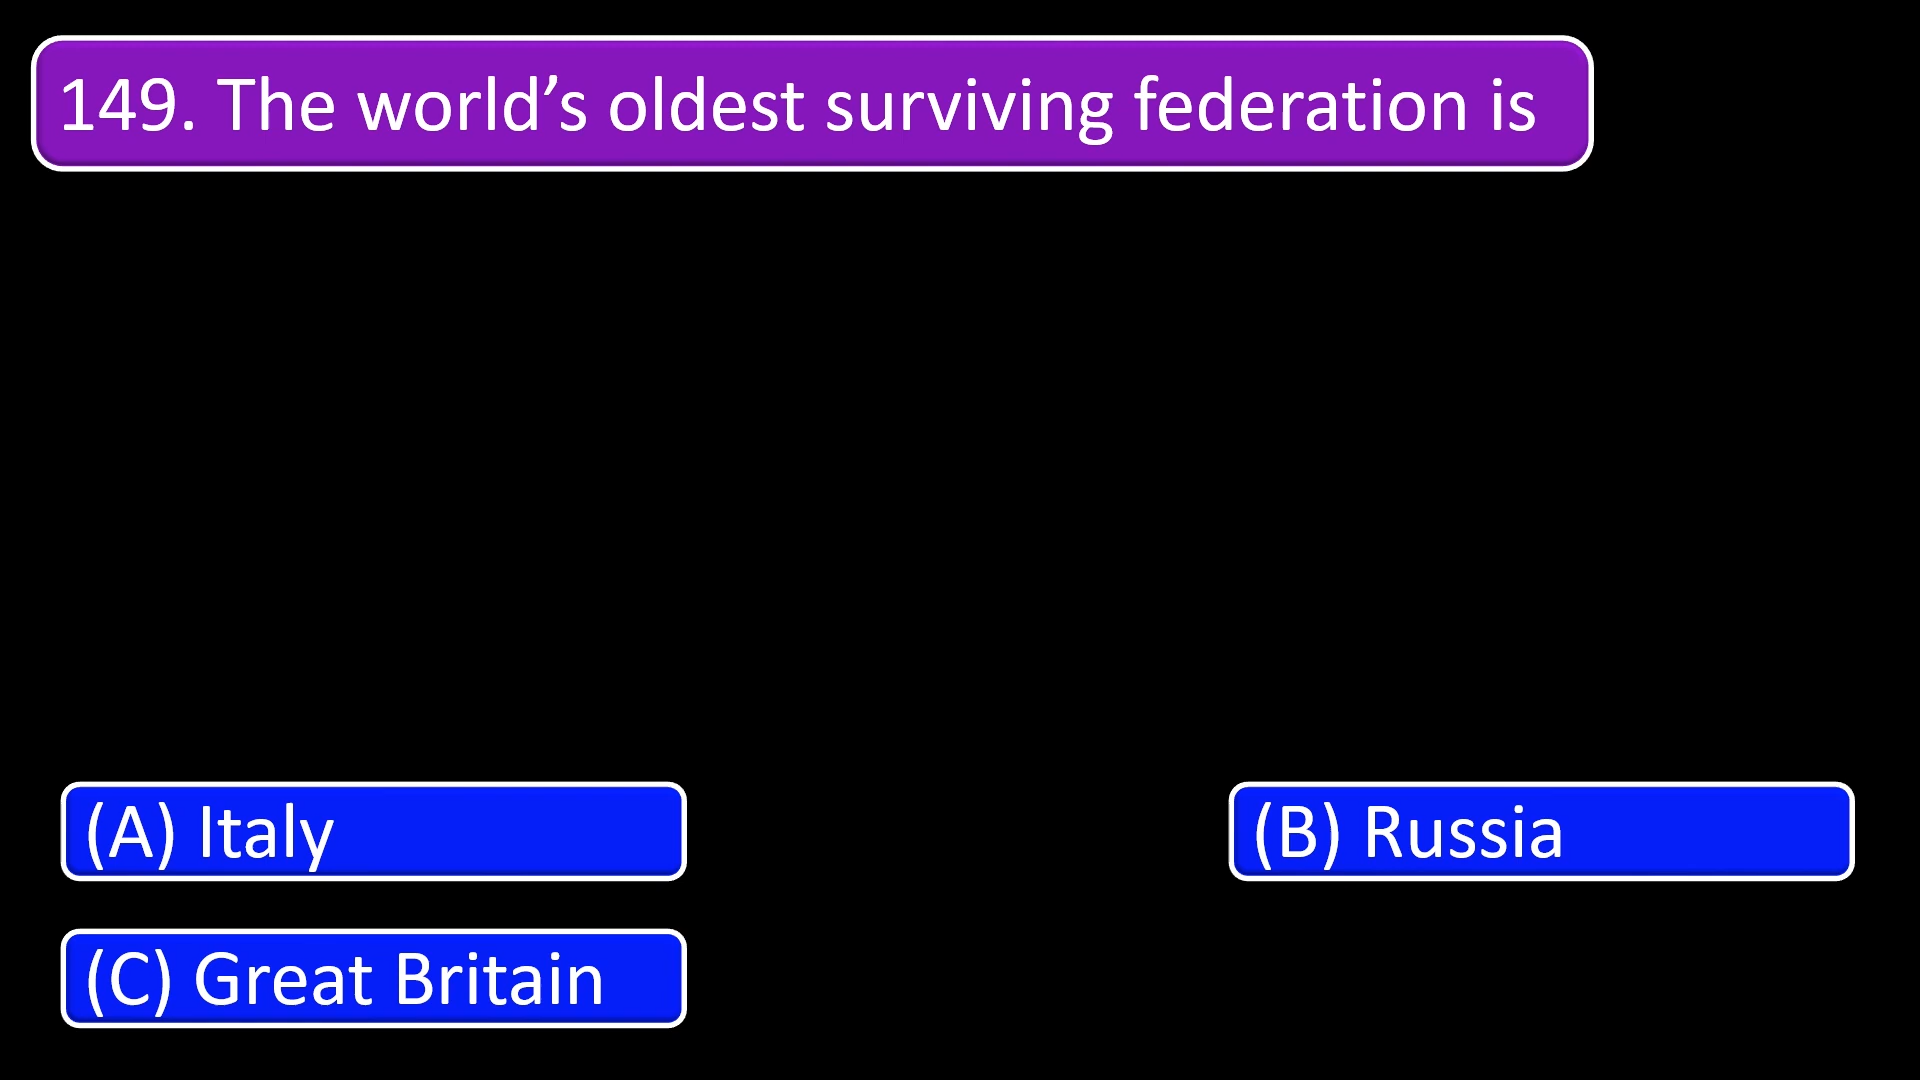 149. The world’s oldest surviving federation is
(A) Italy
(B) Russia
(C) Great Britain